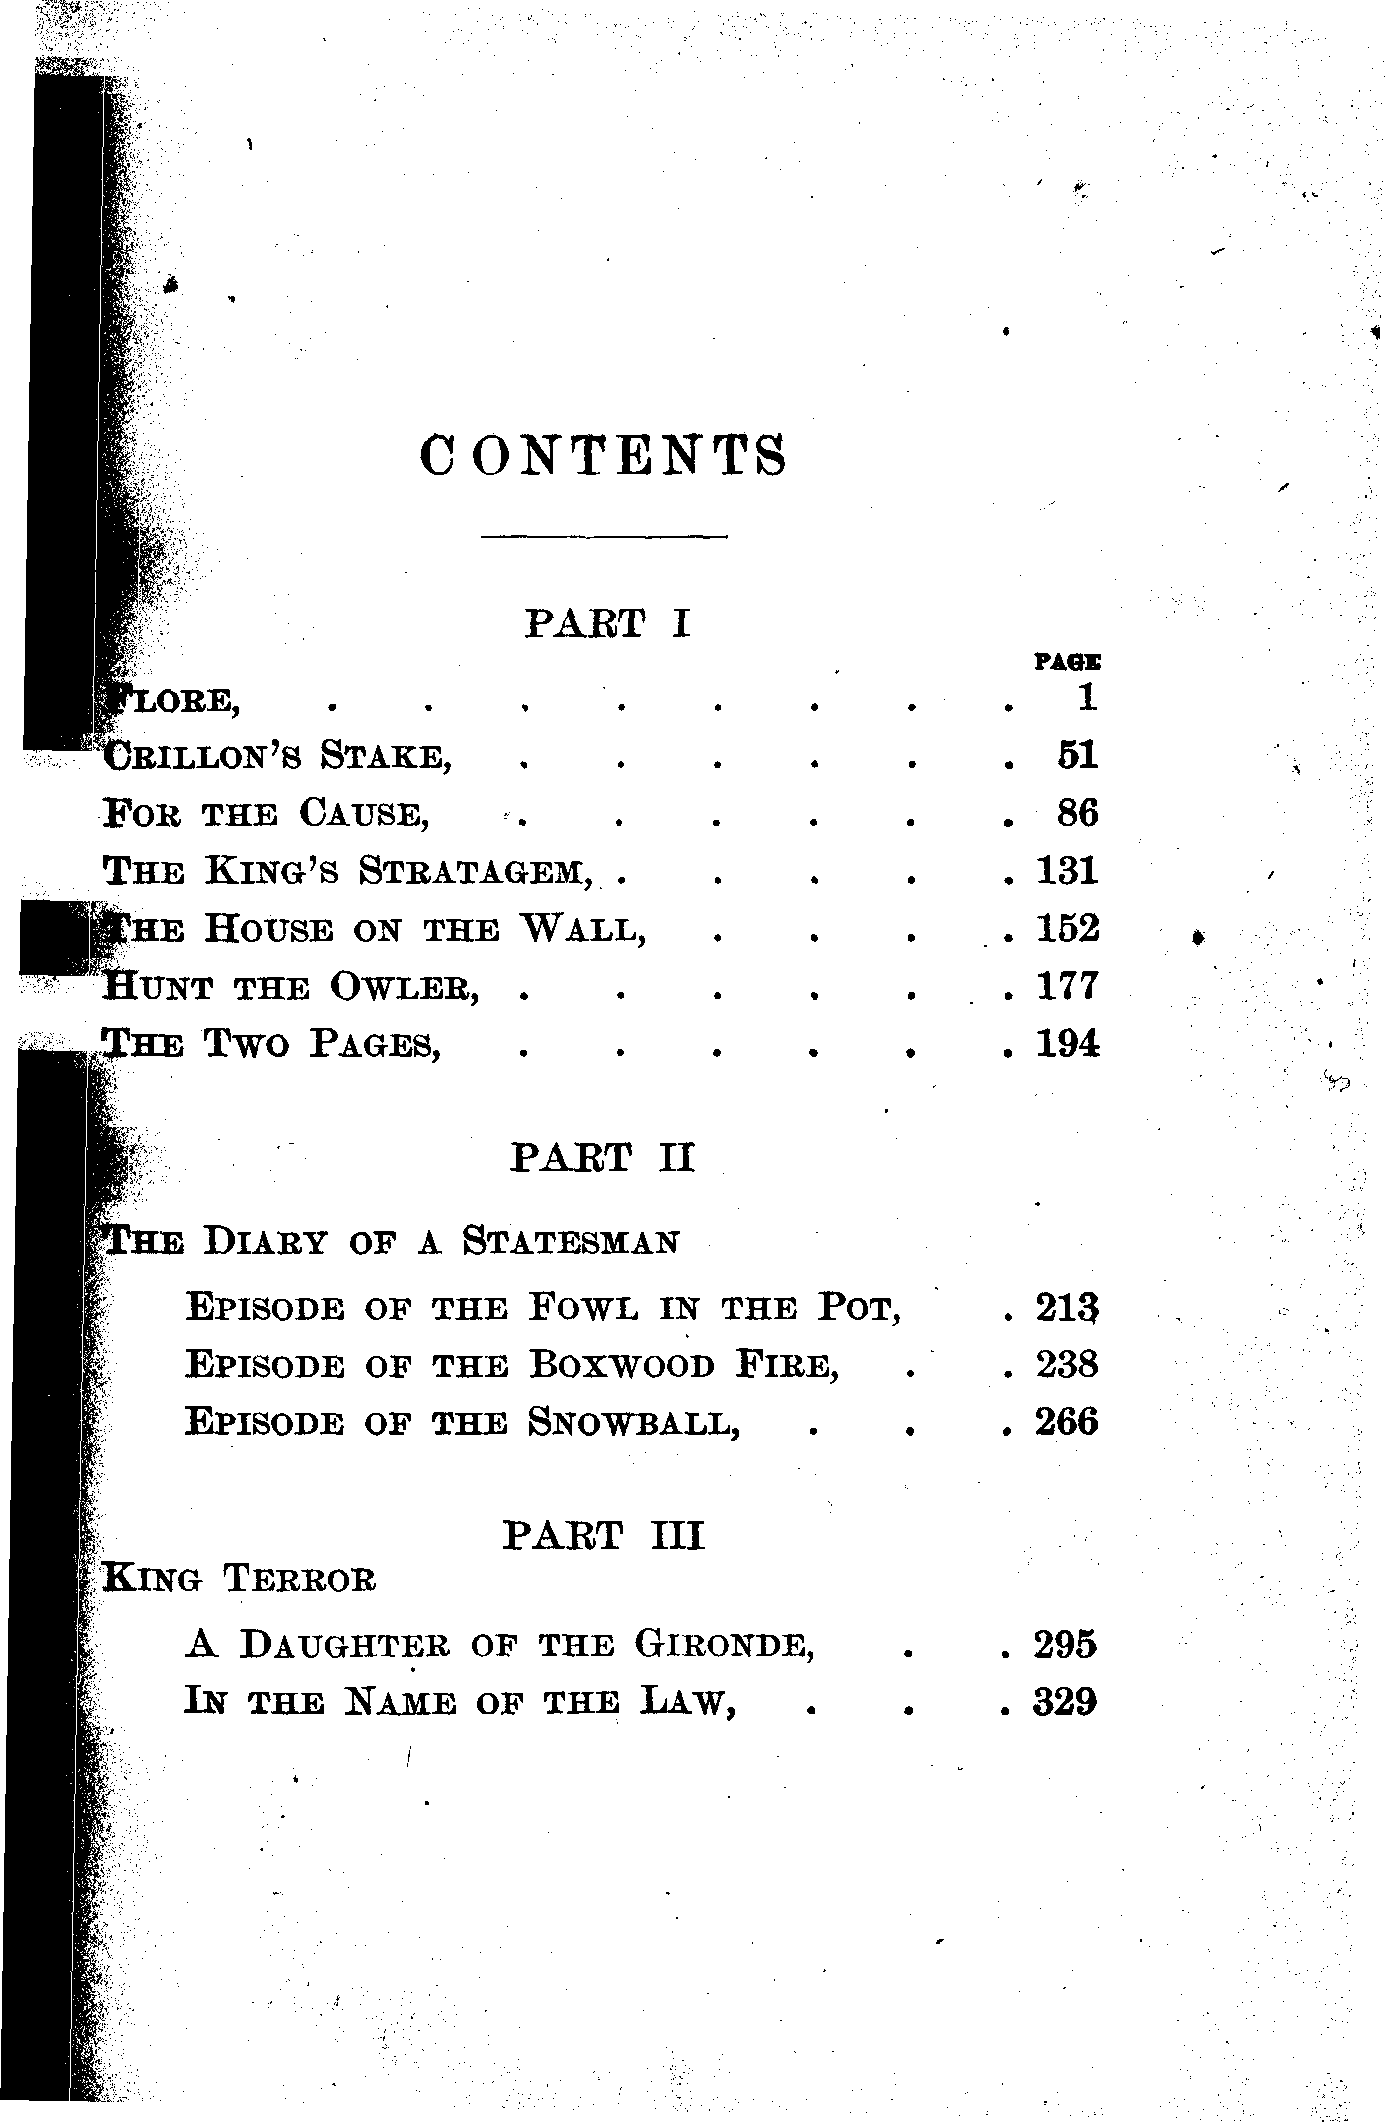 CONTENTS
PART I
PAGE
FLORE, . . . . . . . . 1
CRILLON'S STAKE, . . . . . . 51
FOR THE CAUSE, . . . . . . 86
THE KING'S STRATAGEM, . . . . . 131
THE HOUSE ON THE WALL, . . . . 152
HUNT THE OWLER, . . . . . . 177
THE TWO PAGES, . . . . . . 194
PART II
THE DIARY OF A STATESMAN
EPISODE OF THE FOWL IN THE POT, . 213
EPISODE OF THE BOXWOOD FIRE, . . 238
EPISODE OF THE SNOWBALL, . . . 266
PART III
KING TERROR
A DAUGHTER OF THE GIRONDE, . . 295
IN THE NAME OF THE LAW, . . . 329